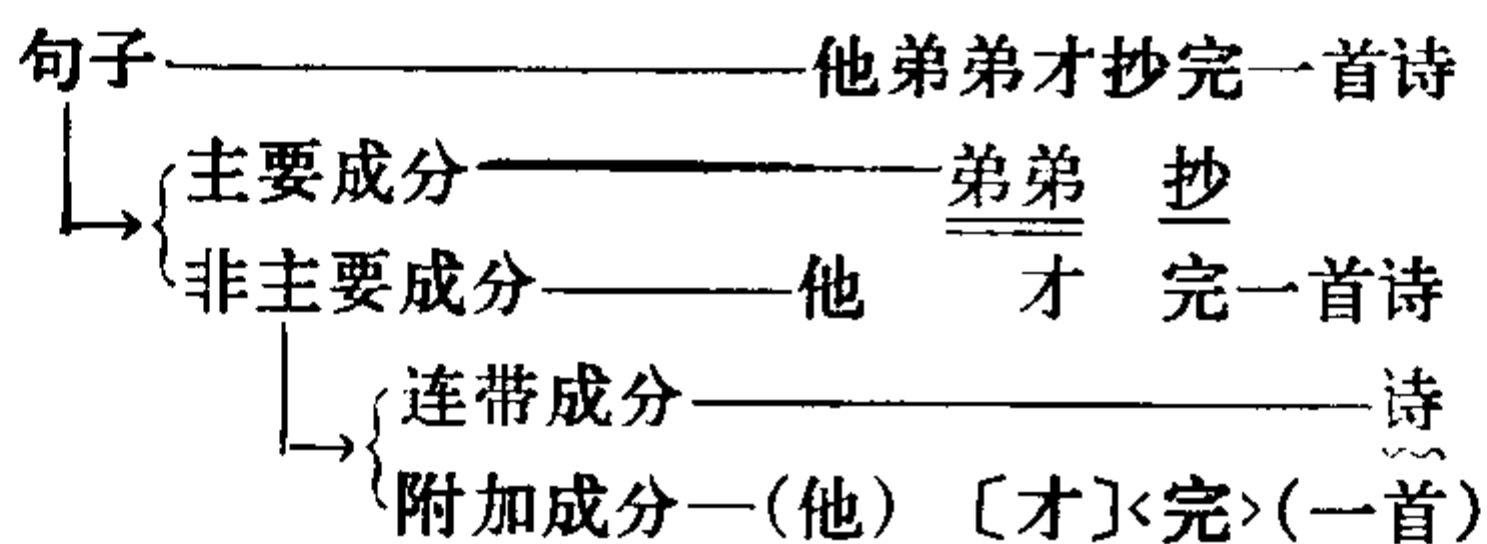 句子——他弟弟才抄完一首诗
主要成分——弟弟 抄
非主要成分——他 才 完一首诗
连带成分——诗
附加成分—(他) 〔才〕<完>(一首)